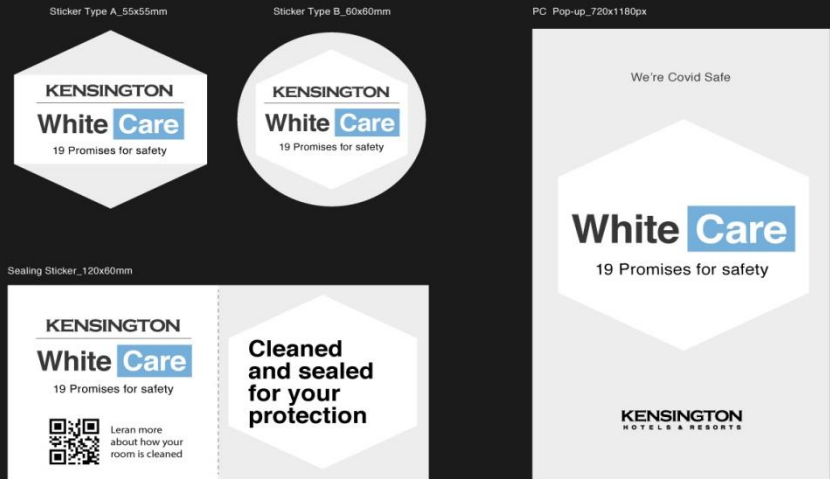 Sticker Type A_55x55mm
KENSINGTON
White Care
19 Promises for safety
Sticker Type B_60x60mm
KENSINGTON
White Care
19 Promises for safety
PC Pop-up_720x1180px
We're Covid Safe
White Care
19 Promises for safety
KENSINGTON
HOTELS & RESORTS
Sealing Sticker_120x60mm
KENSINGTON
White Care
19 Promises for safety
Leran more
about how your
room is cleaned
Cleaned
and sealed
for your
protection